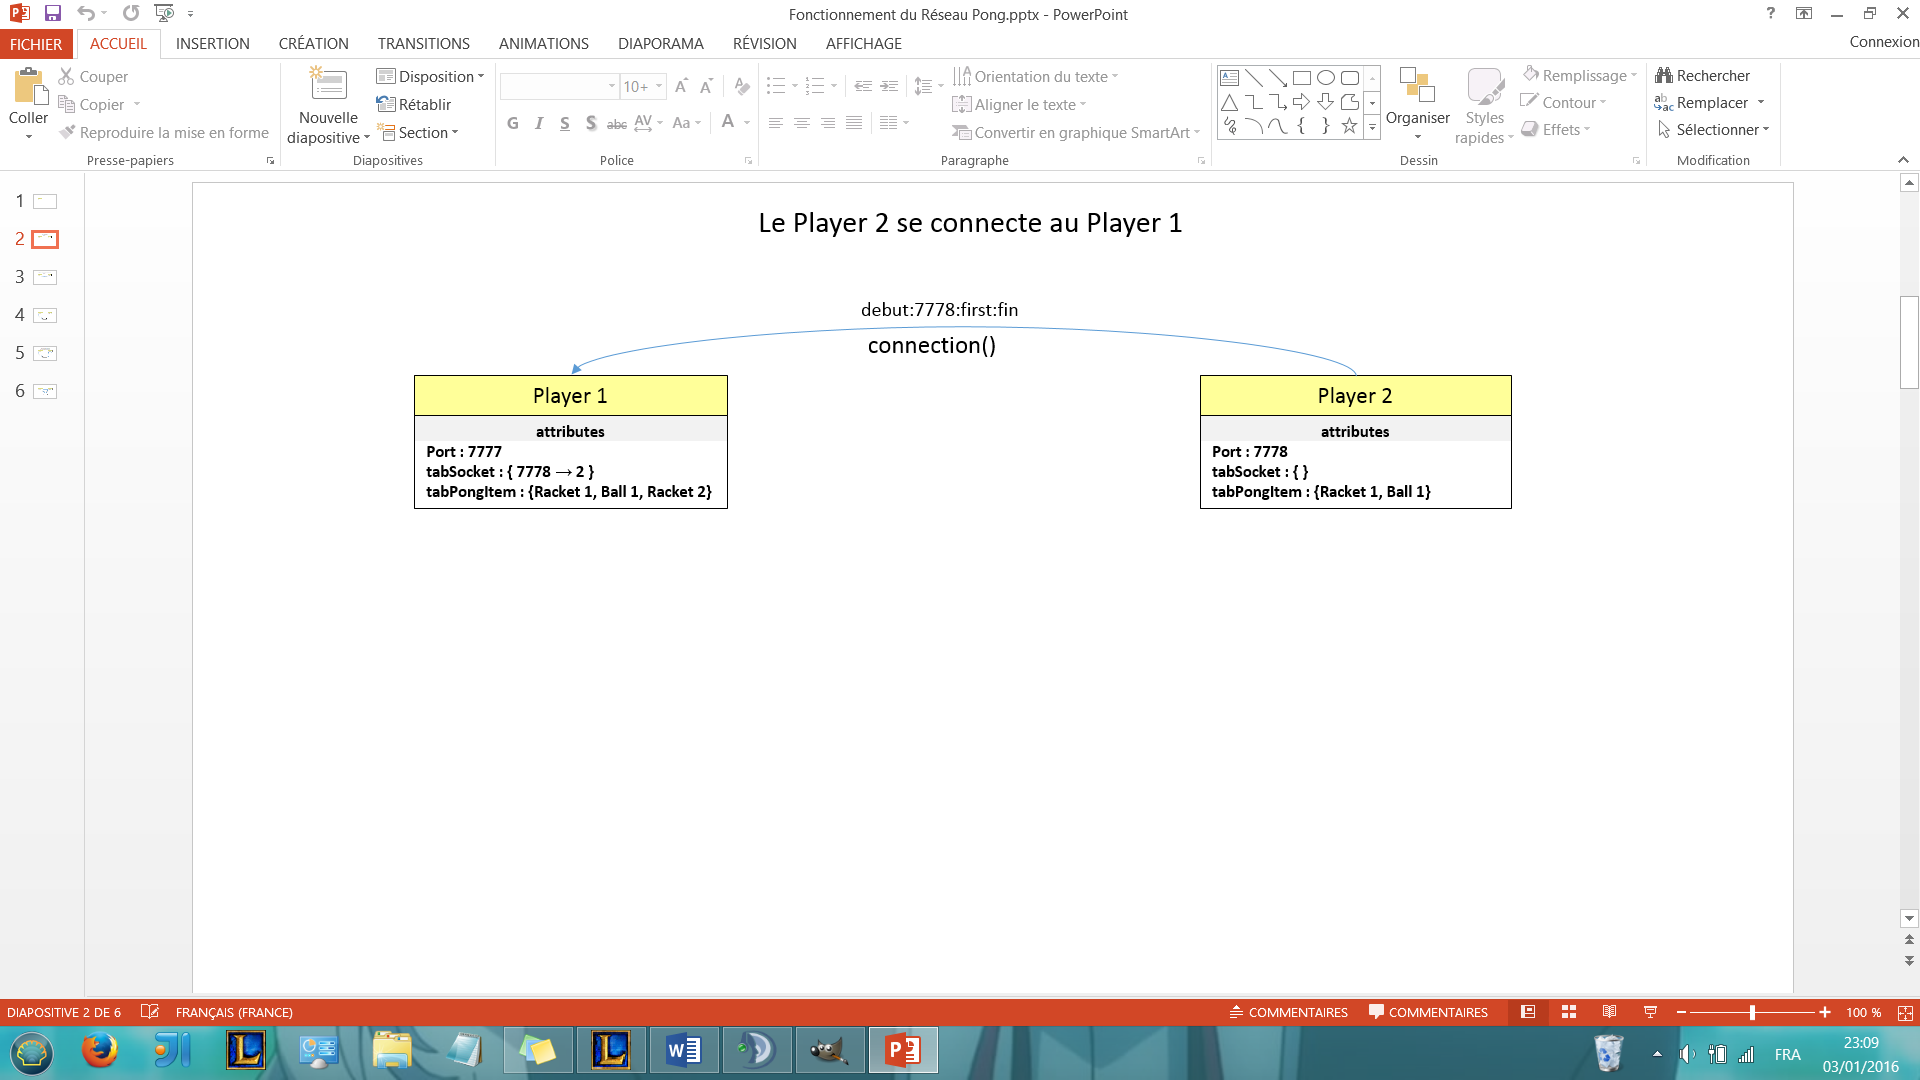 Fonctionnement du Réseau Pong.pptx - PowerPoint
?
FICHIER ACCUEIL INSERTION CRÉATION TRANSITIONS ANIMATIONS DIAPORAMA RÉVISION AFFICHAGE Connexion
Coller
Couper
Copier
Reproduire la mise en forme
Presse-papiers
Nouvelle
diapositive
Disposition
Rétablir
Section
Diapositives
10+
G I S S abc AV Aa A
Police
Orientation du texte
Aligner le texte
Convertir en graphique SmartArt
Paragraphe
Organiser
Styles
rapides
Remplissage
Contour
Effets
Dessin
Rechercher
Remplacer
Sélectionner
Modification
1
2
3
4
5
6
Le Player 2 se connecte au Player 1
debut:7778:first:fin
connection()
Player 1
attributes
Port : 7777
tabSocket : { 7778 → 2 }
tabPongItem : {Racket 1, Ball 1, Racket 2}
Player 2
attributes
Port : 7778
tabSocket : { }
tabPongItem : {Racket 1, Ball 1}
DIAPOSITIVE 2 DE 6 FRANÇAIS (FRANCE) COMMENTAIRES COMMENTAIRES 100 %
FRA
23:09
03/01/2016